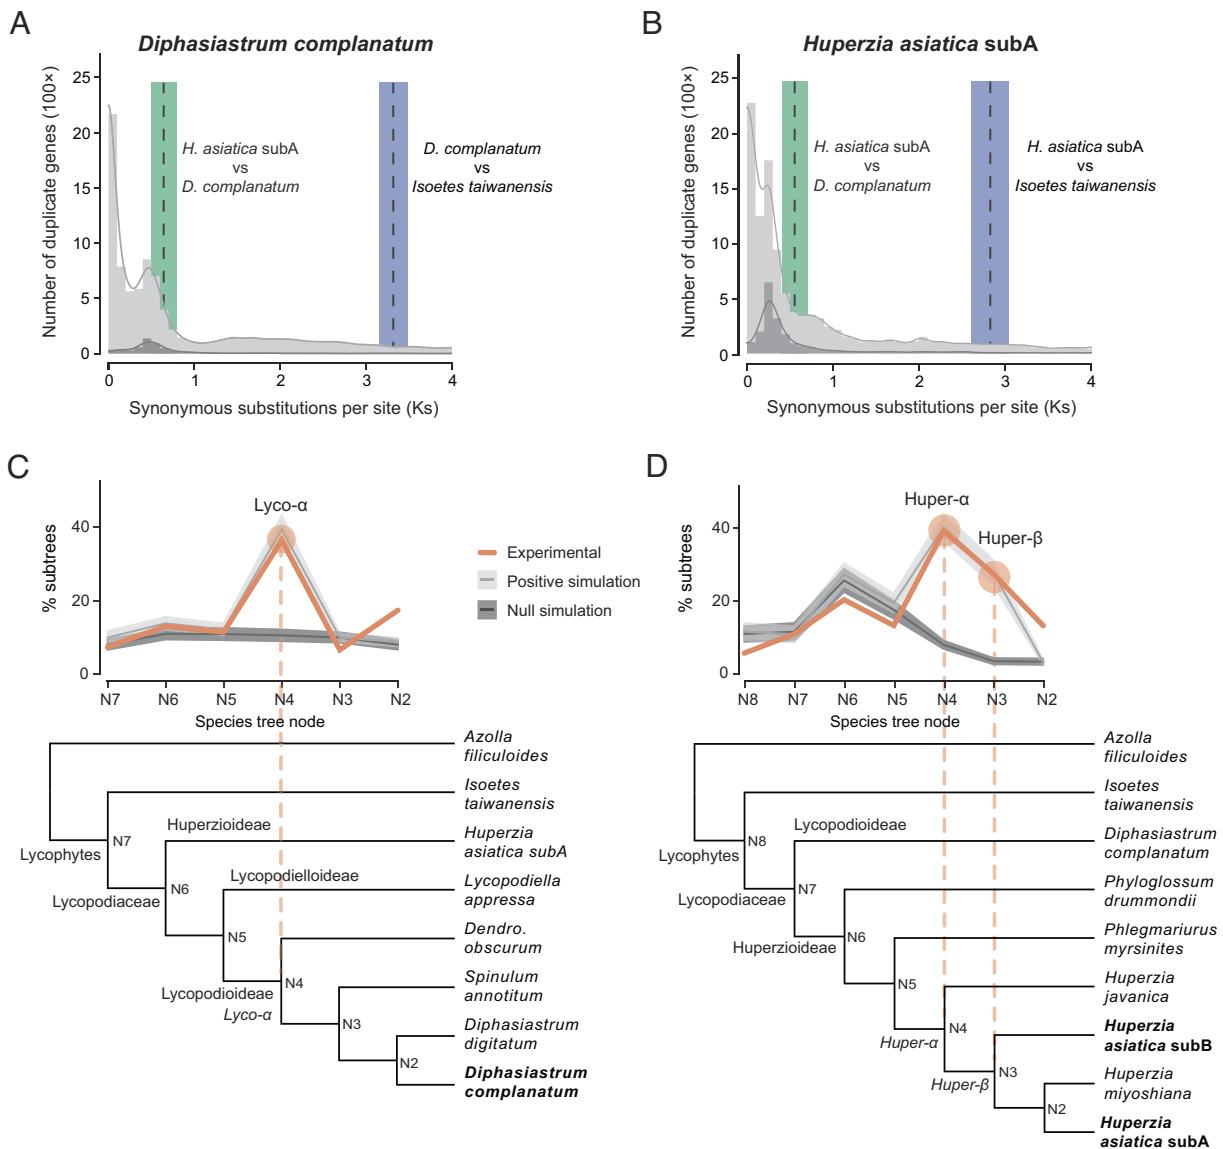 A
Diphasiastrum complanatum
Number of duplicate genes (100×)
25
20
15
10
5
0
H. asiatica subA
vs
D. complanatum
D. complanatum
vs
Isoetes taiwanensis
0
1
2
3
4
Synonymous substitutions per site (Ks)
B
Huperzia asiatica subA
Number of duplicate genes (100×)
25
20
15
10
5
0
H. asiatica subA
vs
D. complanatum
H. asiatica subA
vs
Isoetes taiwanensis
0
1
2
3
4
Synonymous substitutions per site (Ks)
C
Lyco-α
% subtrees
40
20
0
N7
N6
N5
N4
N3
N2
Species tree node
Experimental
Positive simulation
Null simulation
Azolla
filiculoides
Isoetes
taiwanensis
Huperzia
asiatica subA
Lycopodiella
appressa
Dendro.
obscurum
Spinulum
annotitum
Diphasiastrum
digitatum
Diphasiastrum
complanatum
Lycophytes
N7
Huperzioideae
Lycopodiaceae
N6
Lycopodielloideae
N5
Lycopodioideae
Lyco-α
N4
N3
N2
D
Huper-α
Huper-β
% subtrees
40
20
0
N8
N7
N6
N5
N4
N3
N2
Species tree node
Azolla
filiculoides
Isoetes
taiwanensis
Diphasiastrum
complanatum
Phylloglossum
drummondii
Phlegmariurus
myrsinites
Huperzia
javanica
Huperzia
asiatica subB
Huperzia
miyoshiana
Huperzia
asiatica subA
Lycophytes
N8
Lycopodioideae
Lycopodiaceae
N7
Huperzioideae
N6
N5
Huper-α
N4
Huper-β
N3
N2